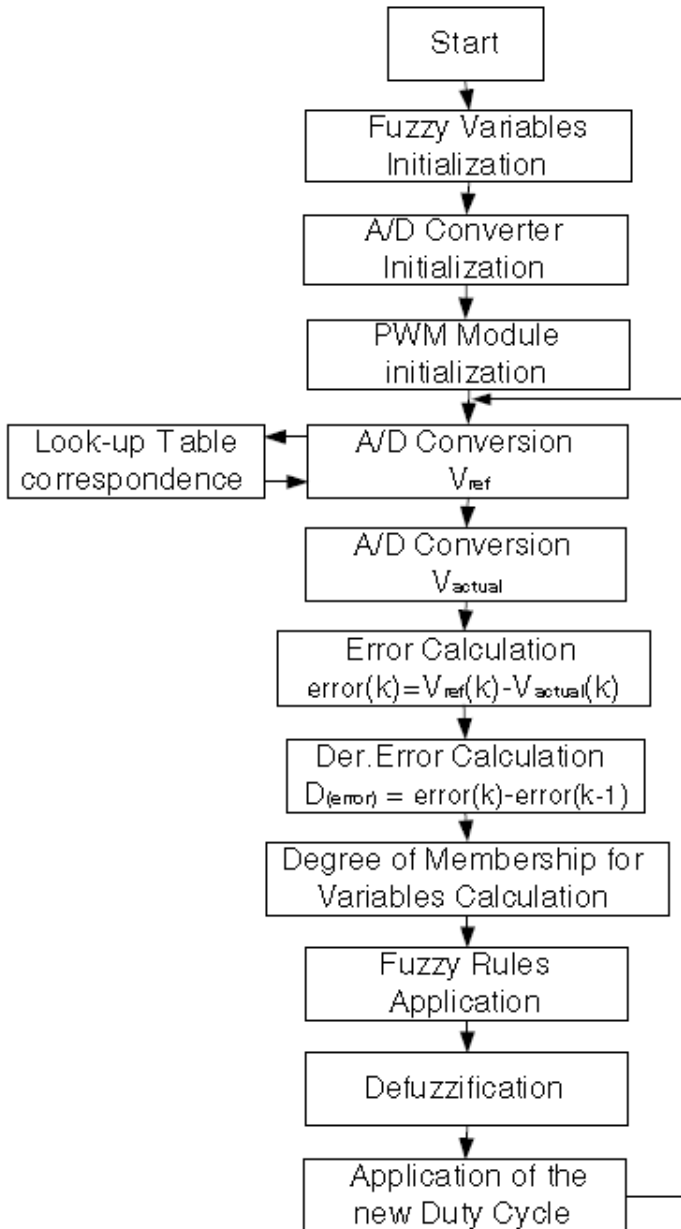 Start
Fuzzy Variables
Initialization
A/D Converter
Initialization
PWM Module
initialization
Look-up Table
correspondence
A/D Conversion
Vref
A/D Conversion
Vactual
Error Calculation
error(k)=Vref(k)-Vactual(k)
Der.Error Calculation
D(error) = error(k)-error(k-1)
Degree of Membership for
Variables Calculation
Fuzzy Rules
Application
Defuzzification
Application of the
new Duty Cycle